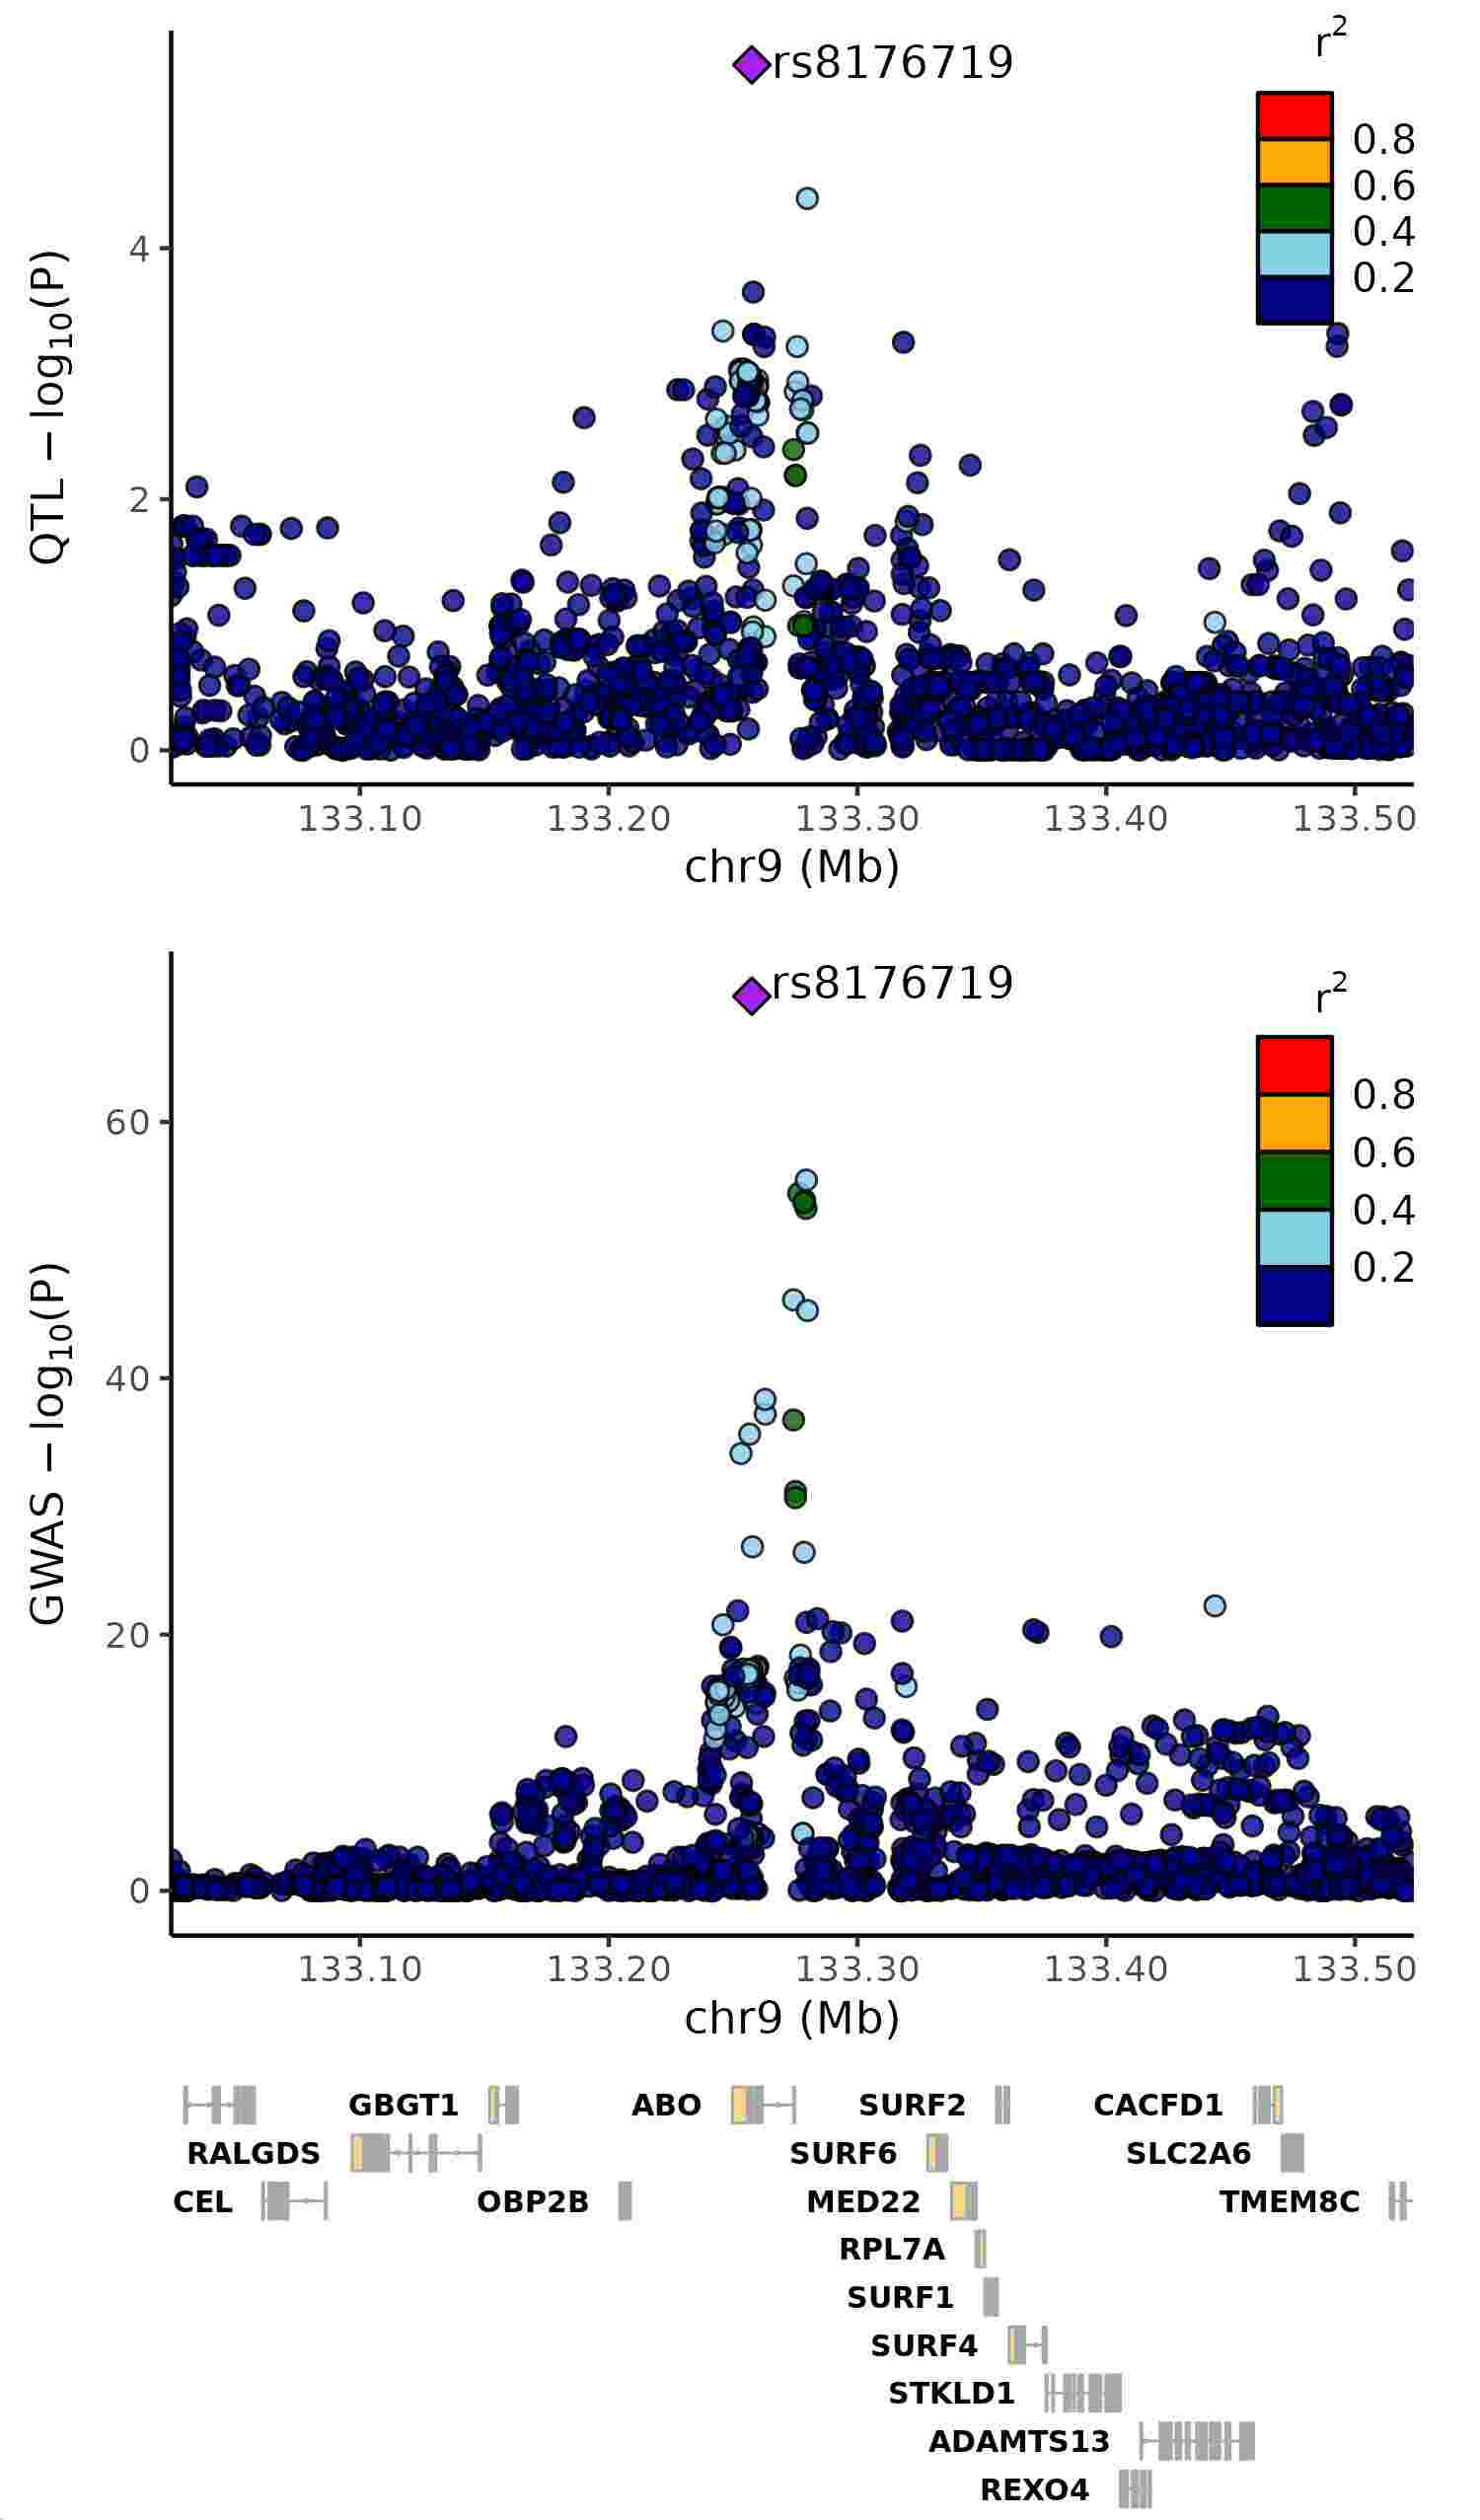 r2
rs8176719
0.8
0.6
0.4
0.2
4
2
0
QTL −log10(P)
133.10 133.20 133.30 133.40 133.50
chr9 (Mb)
r2
rs8176719
0.8
0.6
0.4
0.2
60
40
20
0
GWAS −log10(P)
133.10 133.20 133.30 133.40 133.50
chr9 (Mb)
GBGT1 ABO SURF2 CACFD1
RALGDS SURF6 SLC2A6
CEL OBP2B MED22 TMEM8C
RPL7A
SURF1
SURF4
STKLD1
ADAMTS13
REXO4